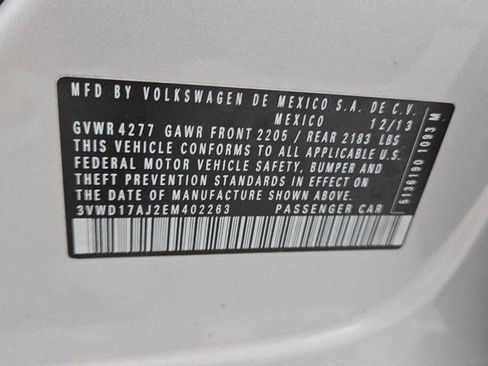 MFD BY VOLKSWAGEN DE MEXICO S.A. DE C.V.
MEXICO 12/13
GVWR 4277 GAWR FRONT 2205 / REAR 2183 LBS
THIS VEHICLE CONFORMS TO ALL APPLICABLE U.S.
FEDERAL MOTOR VEHICLE SAFETY, BUMPER AND
THEFT PREVENTION STANDARDS IN EFFECT ON
THE DATE OF MANUFACTURE SHOWN ABOVE.
3VWD17AJ2EM402263 PASSENGER CAR
5136190 1093 M